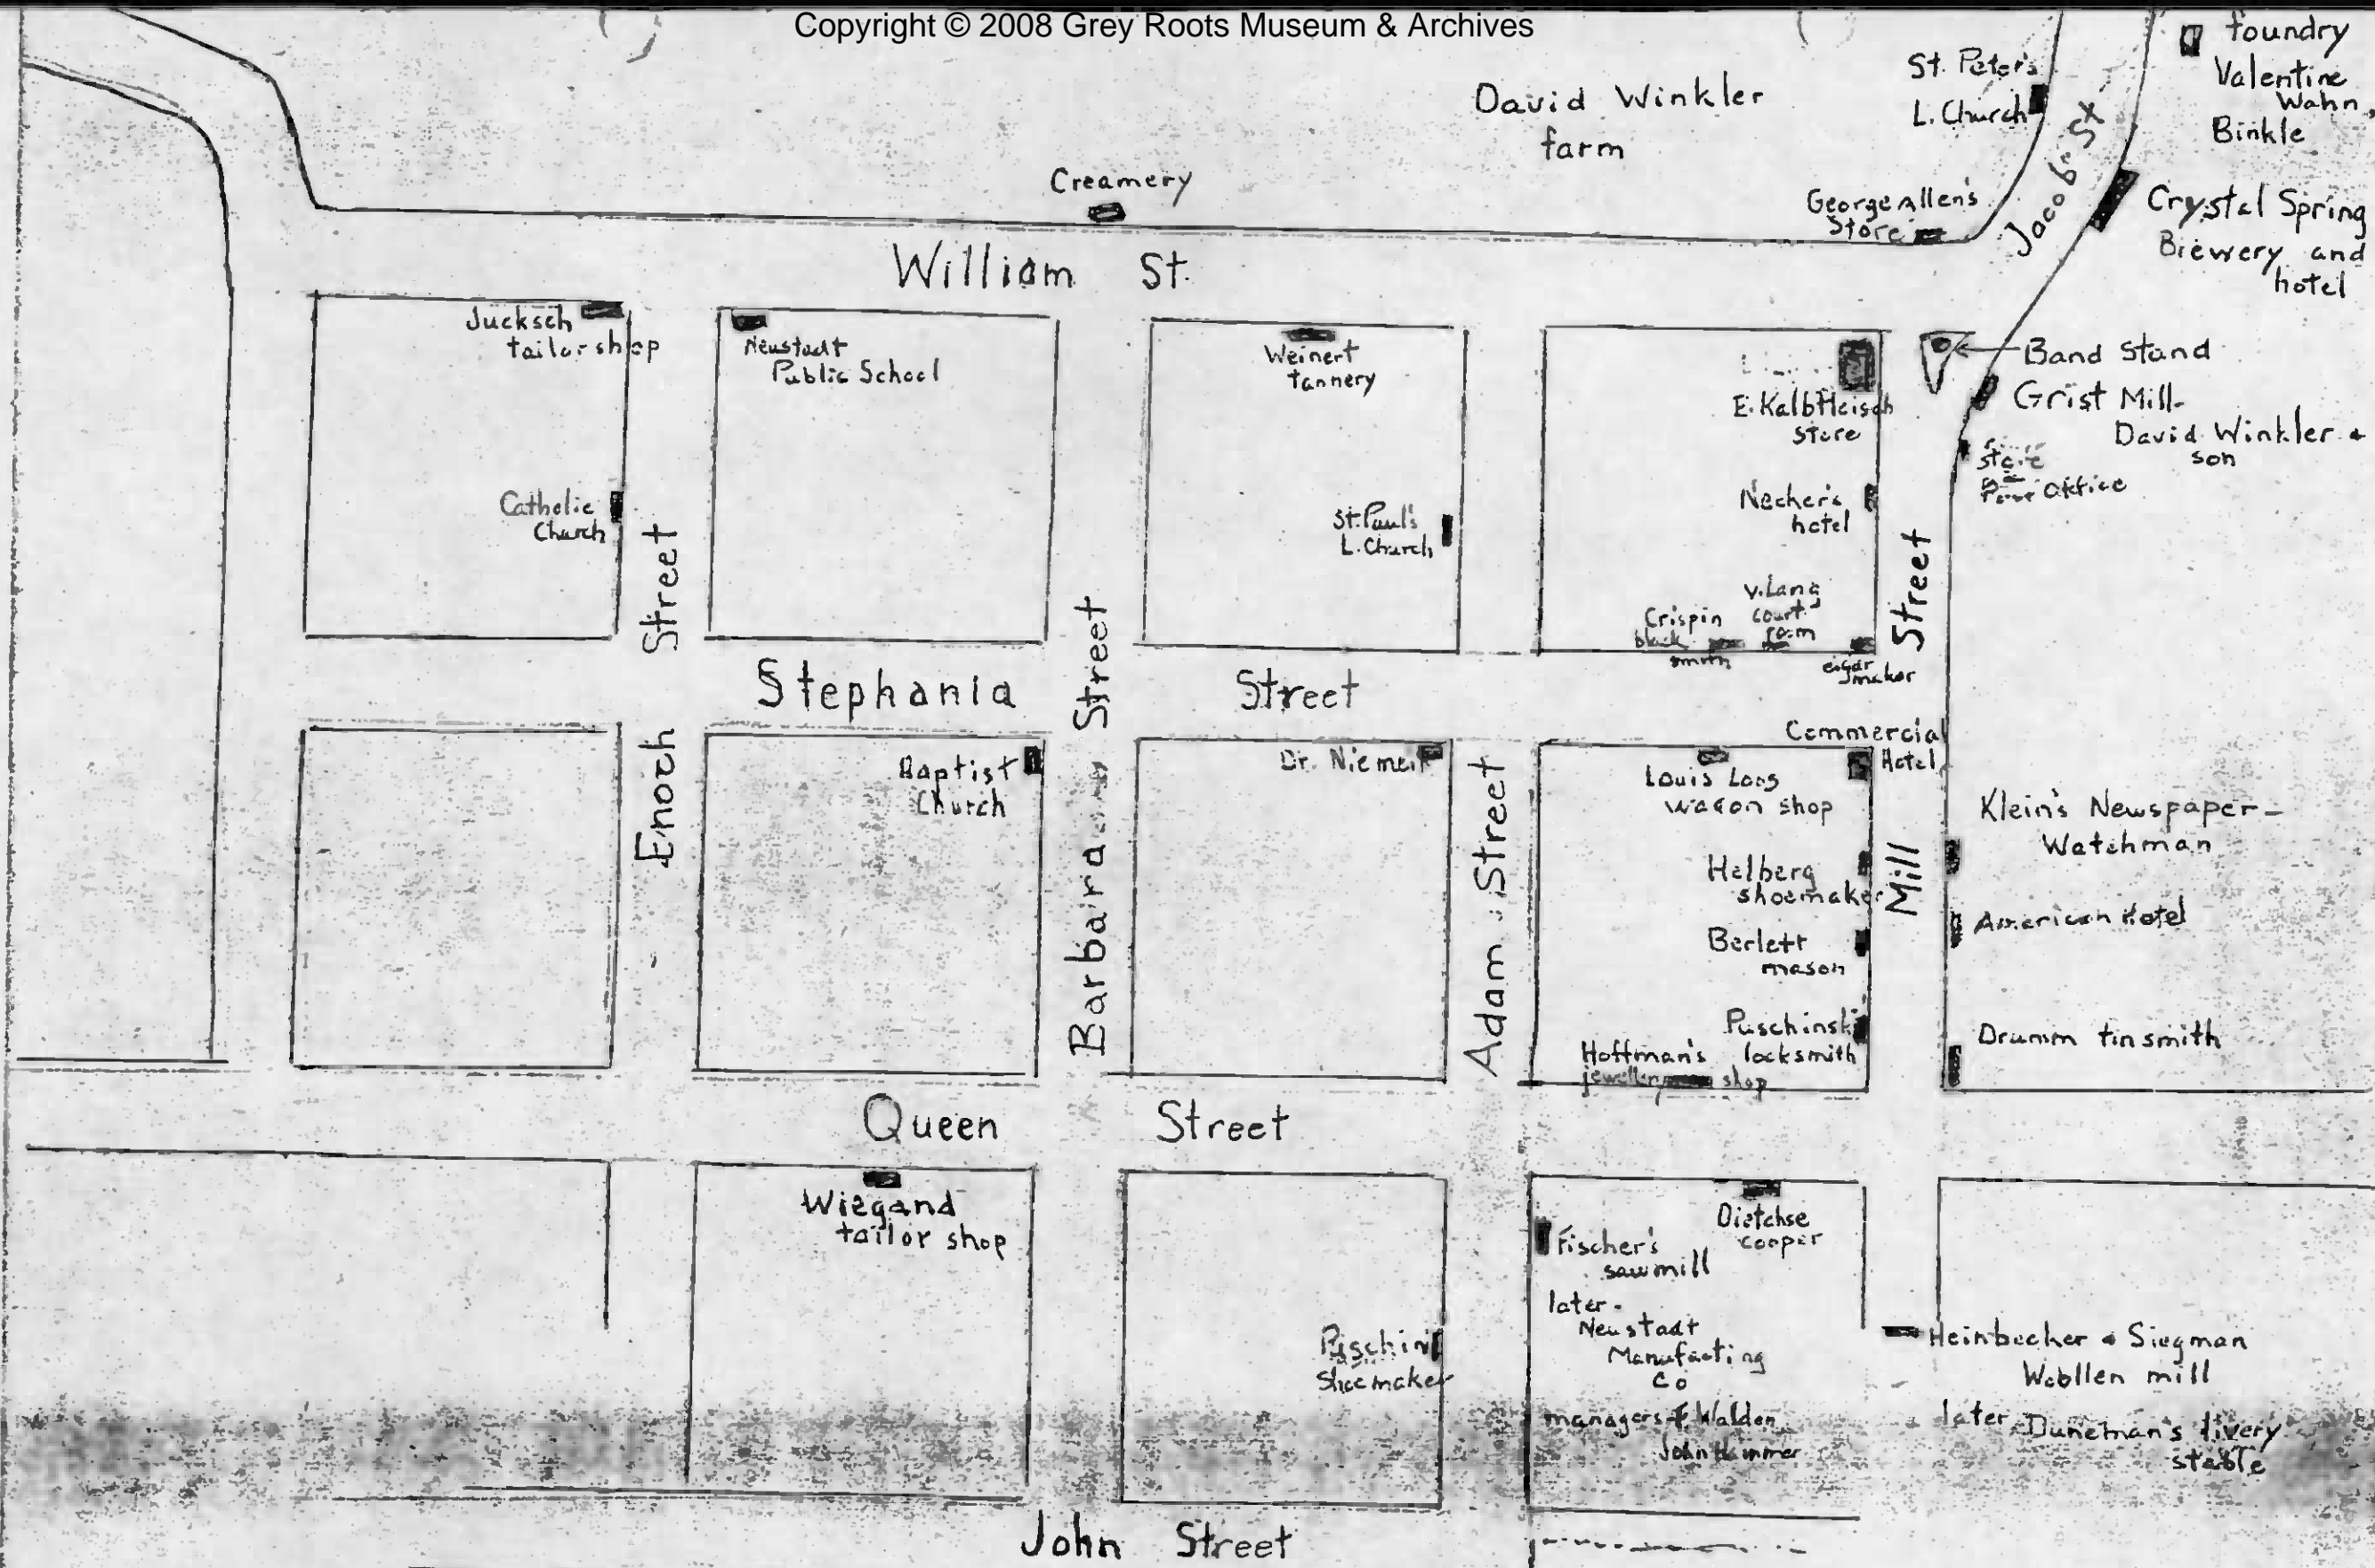 Copyright © 2008 Grey Roots Museum & Archives
foundry
Valentine
Wahn,
Binkle
St. Peter's
L. Church
David Winkler
farm
Jacob St
Creamery
George Allen's
Store
Crystal Spring
Brewery and
hotel
William St.
Jucksch
tailor shop
Neustadt
Public School
Weinert
tannery
E. Kalbfleisch
store
Band Stand
Grist Mill-
David Winkler &
son
store
Post Office
Catholic
Church
St. Paul's
L. Church
Necher's
hotel
Crispin
black
smith
V. Lang
court
room
cigar
maker
Stephania Street
Enoch Street
Barbara Street
Adam Street
Mill Street
Baptist
Church
Dr. Niemeir
Louis Loos
wagon shop
Commercial
Hotel
Klein's Newspaper-
Watchman
Helberg
shoemaker
Berlett
mason
American Hotel
Puschinski
locksmith
Hoffman's
jewellery shop
Drumm tinsmith
Queen Street
Wiegand
tailor shop
Dietchse
cooper
Fischer's
sawmill
later-
Neustadt
Manufacting
Co
managers F. Walden
John Hammer
shoemaker
Heinbecher & Siegman
Woollen mill
later Duneman's livery
stable
John Street